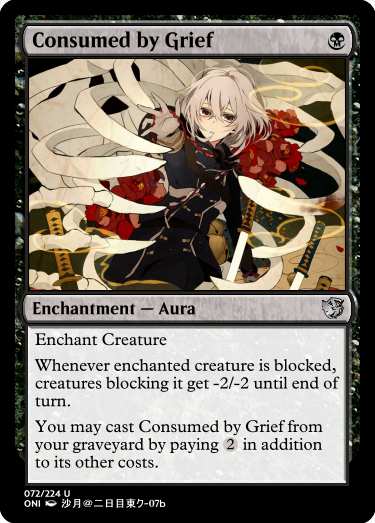 Consumed by Grief
Enchantment — Aura
Enchant Creature
Whenever enchanted creature is blocked,
creatures blocking it get -2/-2 until end of
turn.
You may cast Consumed by Grief from
your graveyard by paying 2 in addition
to its other costs.
072/224 U
ONI 沙月@二日目東ク-07b